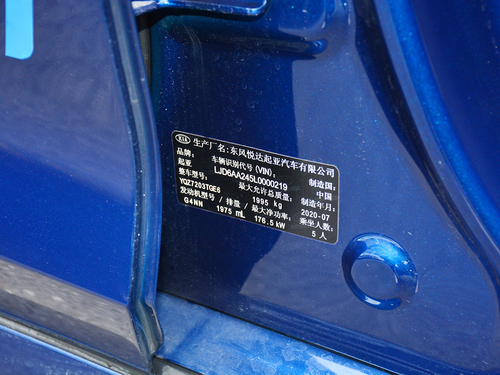 KIA 生产厂名:东风悦达起亚汽车有限公司
品牌: 车辆识别代号(VIN): 制造国:
起亚 LJD6AA245L0000219 中国
整车型号: 最大允许总质量: 制造年月:
YQZ7203TGE6 1995 kg 2020-07
发动机型号 / 排量 / 最大净功率: 乘坐人数:
G4NN 1975 mL 176.5 kW 5 人